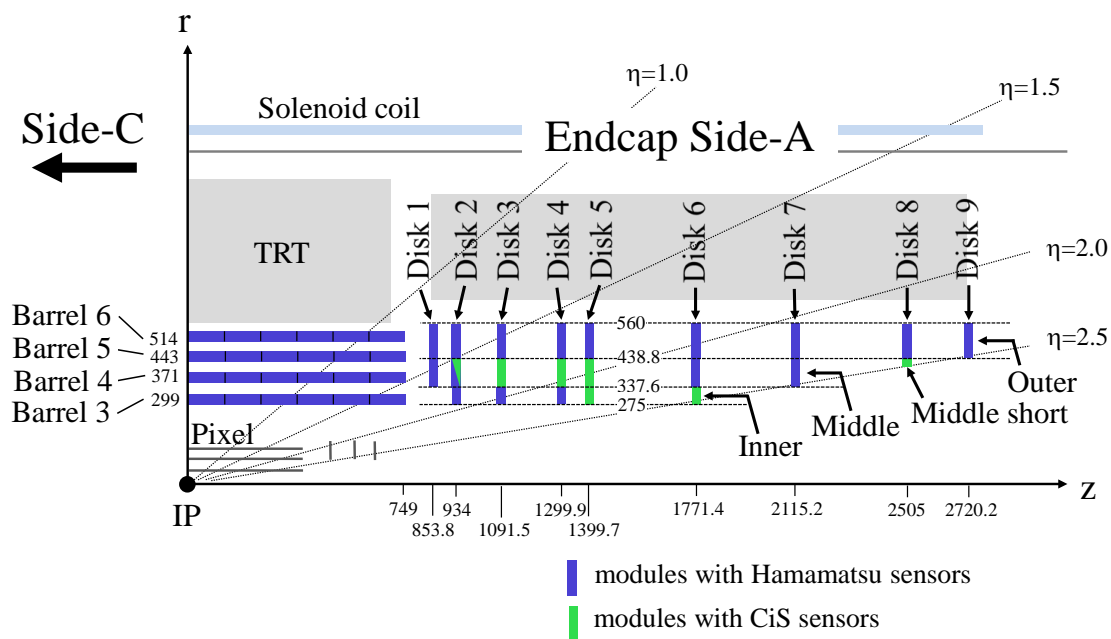 r
η=1.0
η=1.5
Solenoid coil
Side-C
Endcap Side-A
TRT
Disk 1
Disk 2
Disk 3
Disk 4
Disk 5
Disk 6
Disk 7
Disk 8
Disk 9
η=2.0
η=2.5
Barrel 6
514
Barrel 5
443
Barrel 4
371
Barrel 3
299
560
438.8
337.6
275
Outer
Middle short
Middle
Inner
Pixel
IP
z
749
853.8
934
1091.5
1299.9
1399.7
1771.4
2115.2
2505
2720.2
modules with Hamamatsu sensors
modules with CiS sensors